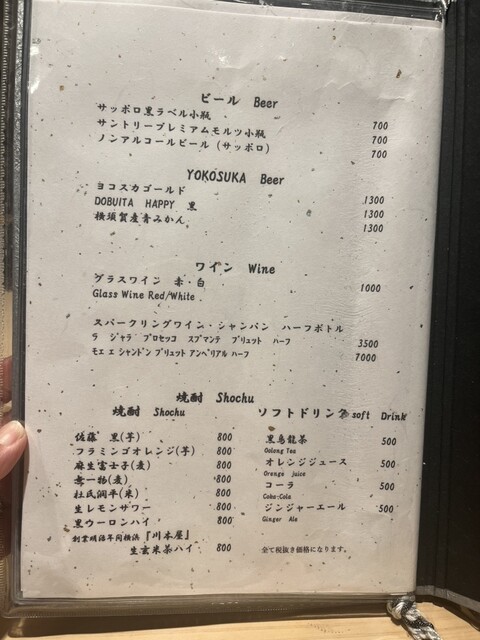 ビール Beer
サッポロ黒ラベル小瓶 700
サントリープレミアムモルツ小瓶 700
ノンアルコールビール(サッポロ) 700
YOKOSUKA Beer
ヨコスカゴールド 1300
DOBUITA HAPPY 黒 1300
横須賀産青みかん 1300
ワイン Wine
グラスワイン 赤・白 1000
Glass Wine Red/White
スパークリングワイン・シャンパン ハーフボトル
ラ ジャラ プロセッコ スプマンテ ブリュット ハーフ 3500
モエ エ シャンドン ブリュット アンペリアル ハーフ 7000
焼酎 Shochu
焼酎 Shochu
佐藤 黒(芋) 800
フラミンゴオレンジ(芋) 800
麻生富士子(麦) 800
壱一物(麦) 800
杜氏潤平(米) 800
生レモンサワー 800
黒ウーロンハイ 800
創業明治年間横浜『川本屋』
生玄米茶ハイ 800
ソフトドリンク soft Drink
黒烏龍茶 500
Oolong Tea
オレンジジュース 500
Orenge juice
コーラ 500
Coka-Cola
ジンジャーエール 500
Ginger Ale
全て税抜き価格になります。